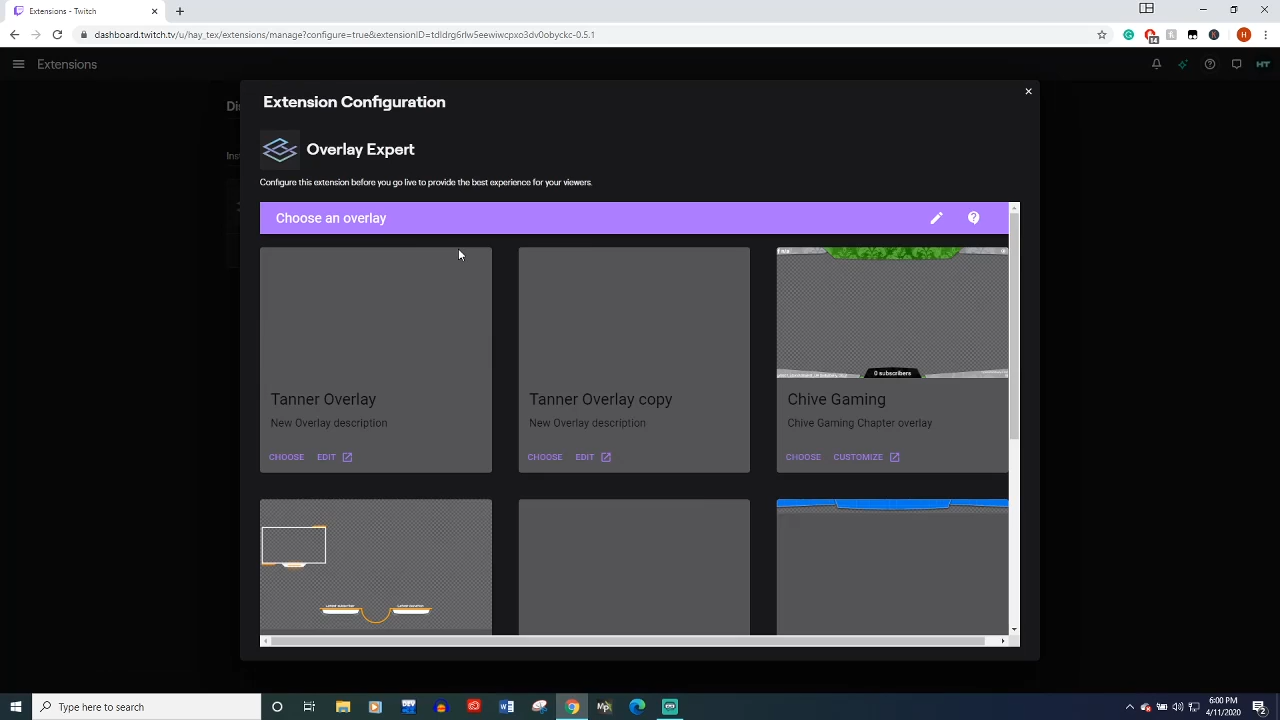 Extensions - Twitch
dashboard.twitch.tv/u/hay_tex/extensions/manage?configure=true&extensionID=tdldrg6rlw5eewiwcpxo3dv0obyckc-0.5.1
14
H
Extensions
HT
Extension Configuration
Overlay Expert
Configure this extension before you go live to provide the best experience for your viewers.
Choose an overlay
0 subscribers
Tanner Overlay
New Overlay description
CHOOSE EDIT
Tanner Overlay copy
New Overlay description
CHOOSE EDIT
Chive Gaming
Chive Gaming Chapter overlay
CHOOSE CUSTOMIZE
Type here to search
6:00 PM
4/11/2020